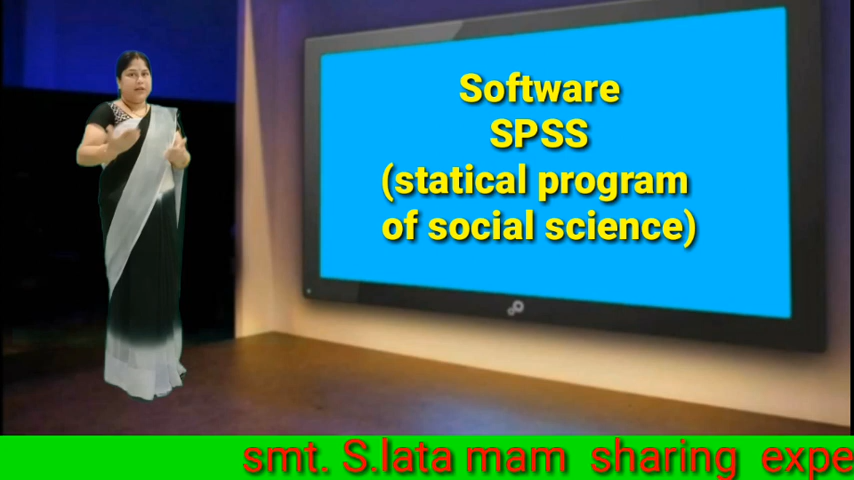 Software
SPSS
(statical program
of social science)
smt. S.lata mam sharing expe